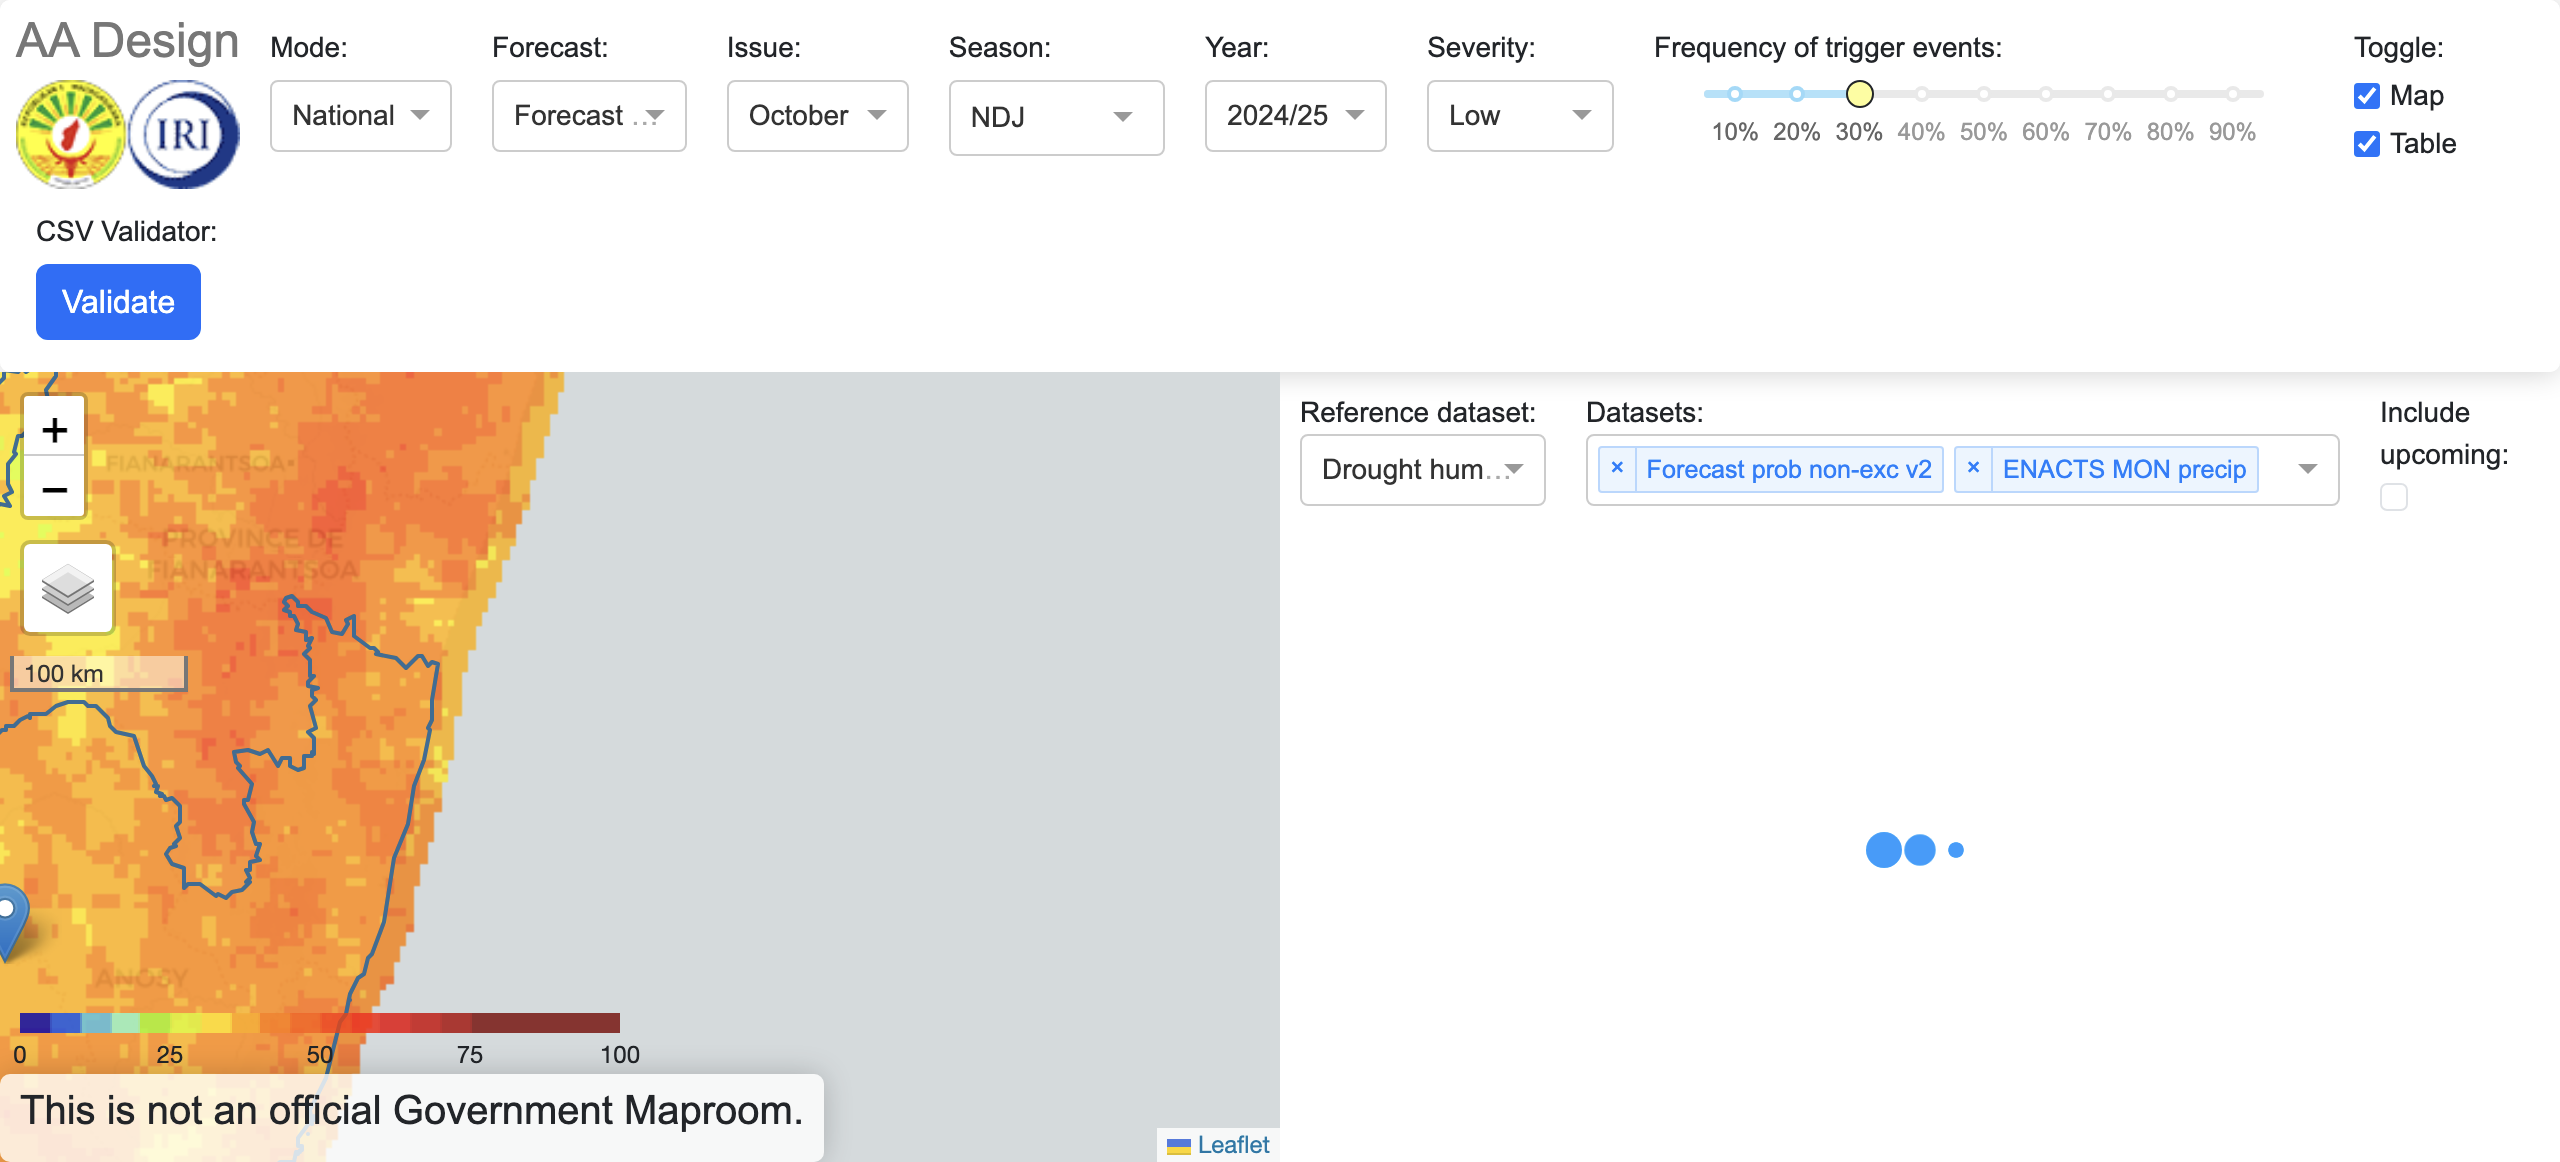 AA Design
IRI
Mode:
National
Forecast:
Forecast ...
Issue:
October
Season:
NDJ
Year:
2024/25
Severity:
Low
Frequency of trigger events:
10% 20% 30% 40% 50% 60% 70% 80% 90%
Toggle:
Map
Table
CSV Validator:
Validate
+
−
FIANARANTSOA
PROVINCE DE
FIANARANTSOA
100 km
ANOSY
0 25 50 75 100
This is not an official Government Maproom.
Leaflet
Reference dataset:
Drought hum...
Datasets:
× Forecast prob non-exc v2 × ENACTS MON precip
Include
upcoming: